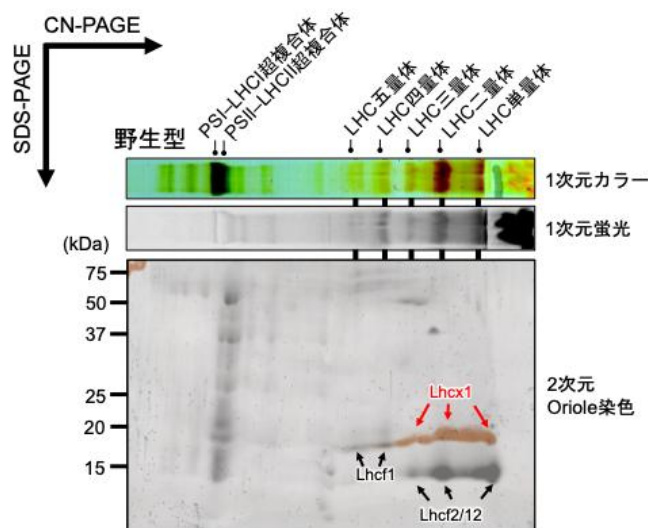 CN-PAGE
SDS-PAGE
野生型
PSI–LHCI超複合体
PSII–LHCII超複合体
LHC五量体
LHC四量体
LHC三量体
LHC二量体
LHC単量体
1次元カラー
1次元蛍光
(kDa)
75
50
37
25
20
15
Lhcx1
Lhcf1
Lhcf2/12
2次元
Oriole染色